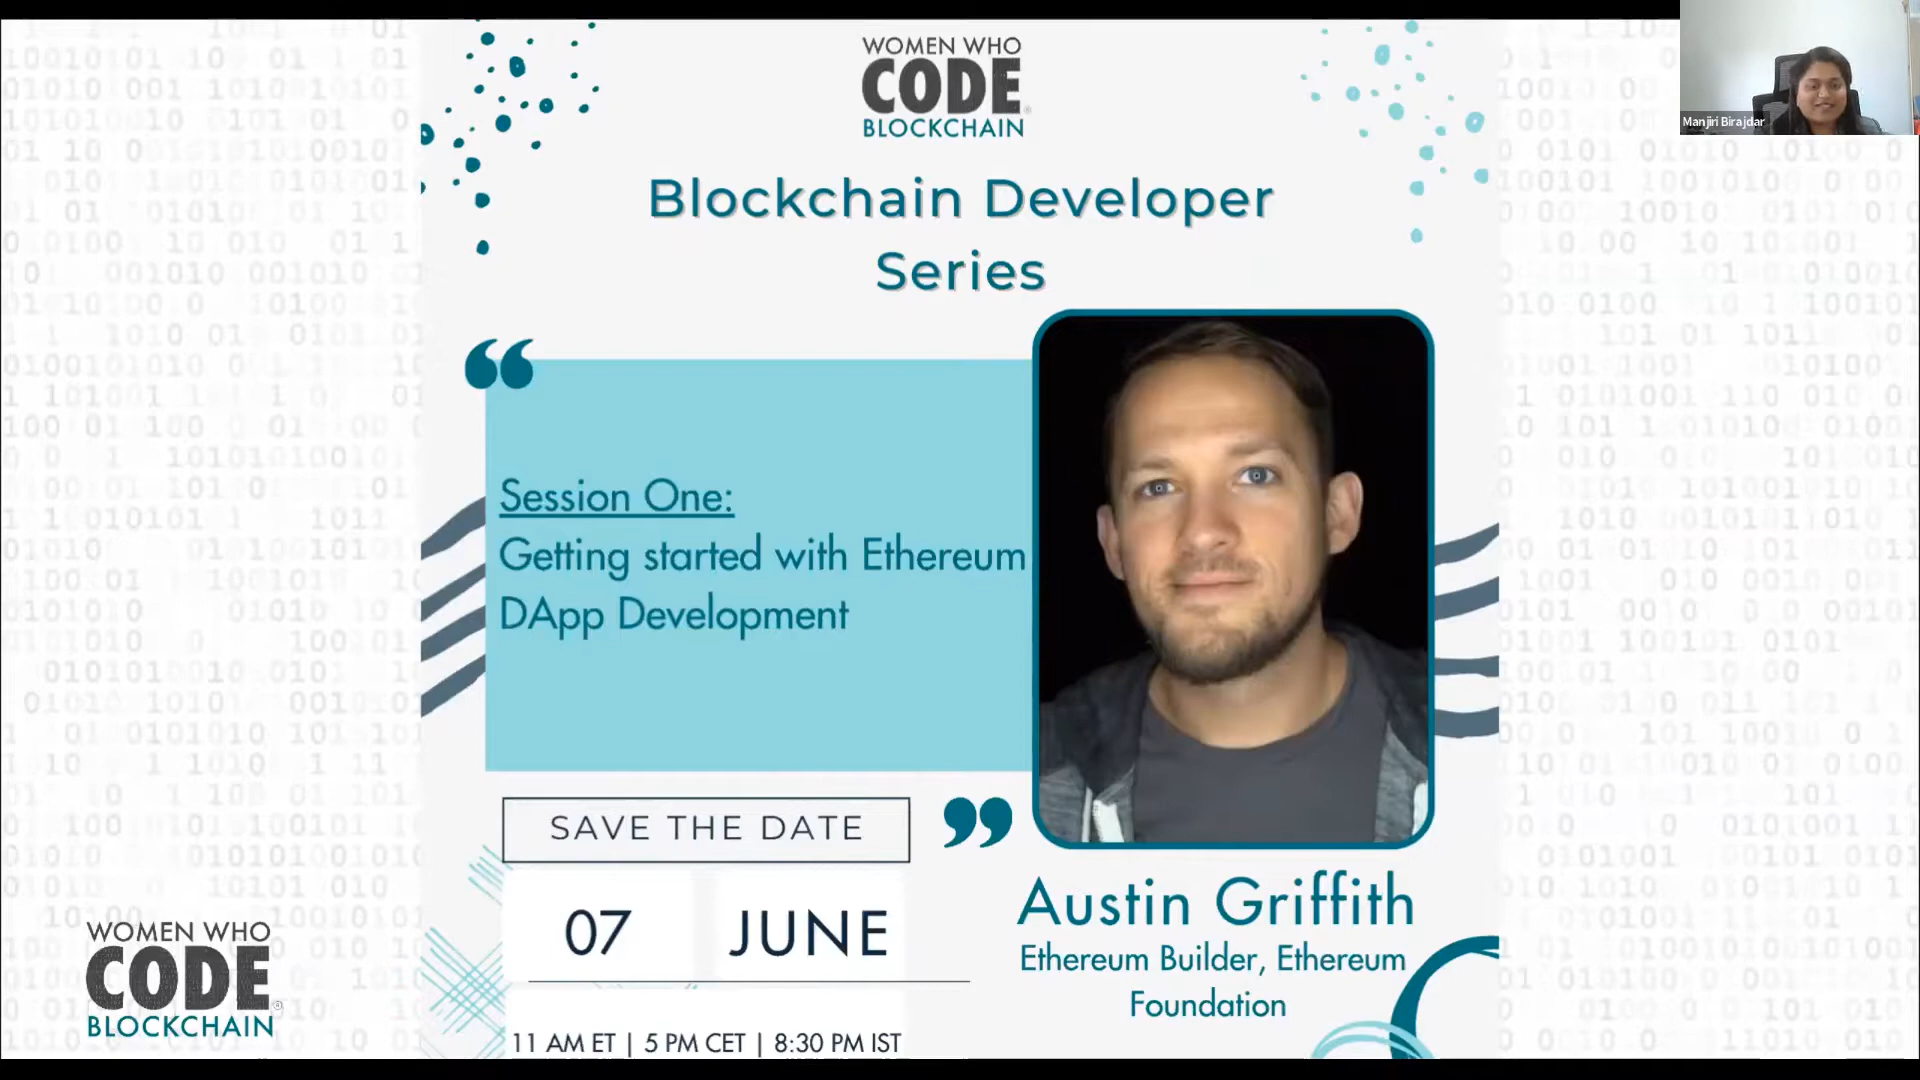 WOMEN WHO
CODE
BLOCKCHAIN
Manjiri Birajdar
Blockchain Developer
Series
“
Session One:
Getting started with Ethereum
DApp Development
”
SAVE THE DATE
07 JUNE
Austin Griffith
Ethereum Builder, Ethereum
Foundation
11 AM ET | 5 PM CET | 8:30 PM IST
WOMEN WHO
CODE
BLOCKCHAIN